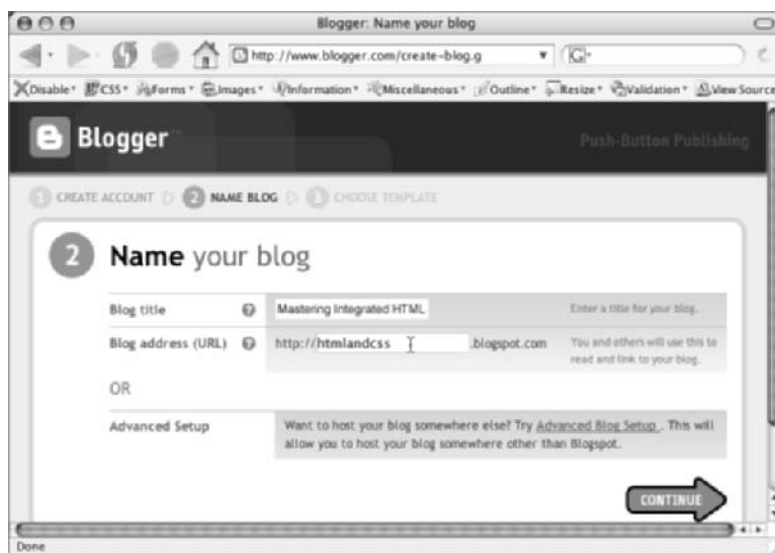 Blogger: Name your blog
http://www.blogger.com/create-blog.g
G
Disable CSS Forms Images Information Miscellaneous Outline Resize Validation View Source
Blogger™
Push-Button Publishing
1 CREATE ACCOUNT 2 NAME BLOG 3 CHOOSE TEMPLATE
2 Name your blog
Blog title ? Mastering Integrated HTML Enter a title for your blog.
Blog address (URL) ? http://htmlandcss .blogspot.com You and others will use this to
read and link to your blog.
OR
Advanced Setup Want to host your blog somewhere else? Try Advanced Blog Setup . This will
allow you to host your blog somewhere other than Blogspot.
CONTINUE
Done